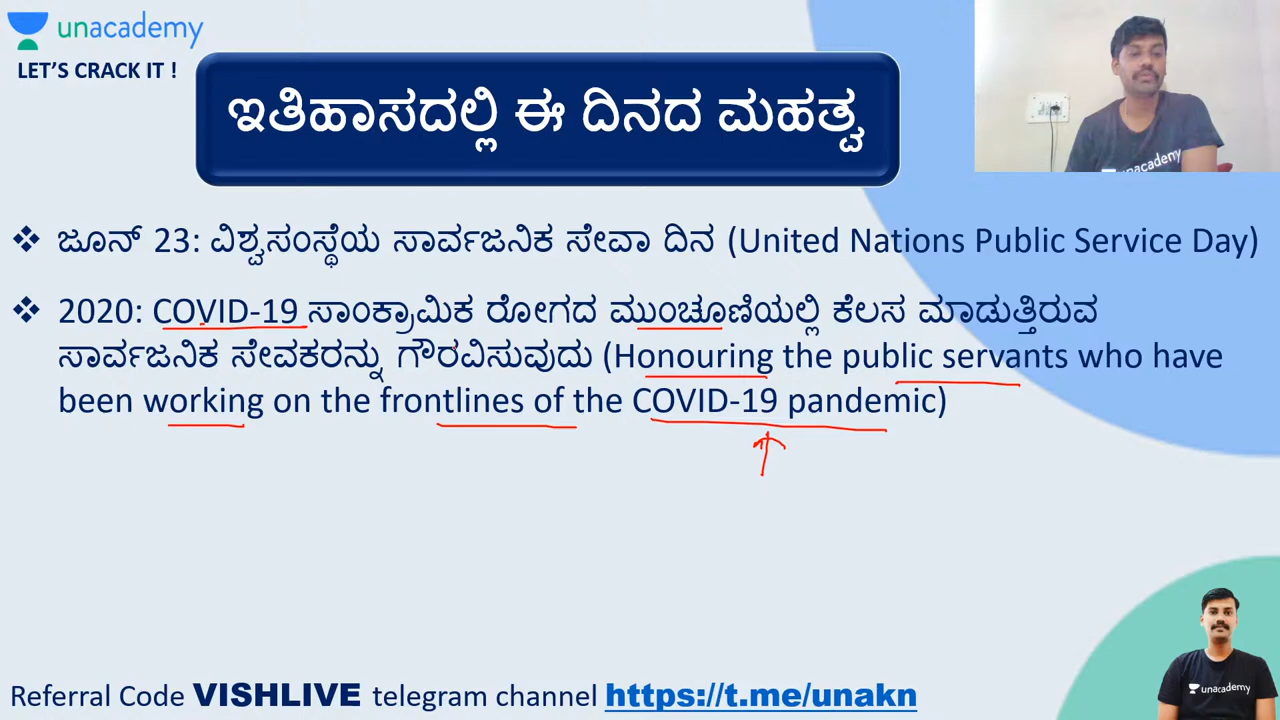 unacademy
LET'S CRACK IT !
ಇತಿಹಾಸದಲ್ಲಿ ಈ ದಿನದ ಮಹತ್ವ
unacademy
❖ ಜೂನ್ 23: ವಿಶ್ವಸಂಸ್ಥೆಯ ಸಾರ್ವಜನಿಕ ಸೇವಾ ದಿನ (United Nations Public Service Day)
❖ 2020: COVID-19 ಸಾಂಕ್ರಾಮಿಕ ರೋಗದ ಮುಂಚೂಣಿಯಲ್ಲಿ ಕೆಲಸ ಮಾಡುತ್ತಿರುವ
ಸಾರ್ವಜನಿಕ ಸೇವಕರನ್ನು ಗೌರವಿಸುವುದು (Honouring the public servants who have
been working on the frontlines of the COVID-19 pandemic)
unacademy
Referral Code VISHLIVE telegram channel https://t.me/unakn